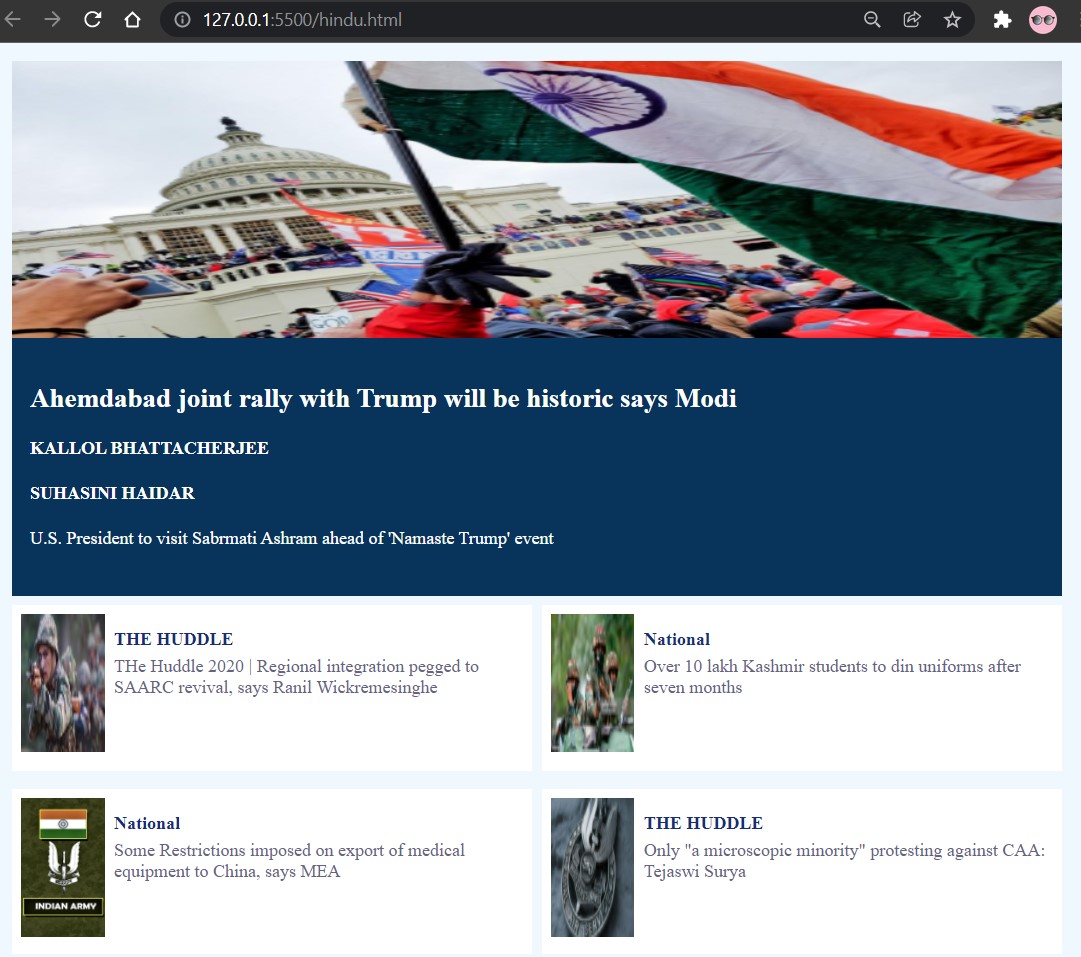 127.0.0.1:5500/hindu.html
GOD
Ahemdabad joint rally with Trump will be historic says Modi
KALLOL BHATTACHERJEE
SUHASINI HAIDAR
U.S. President to visit Sabrmati Ashram ahead of 'Namaste Trump' event
THE HUDDLE
THe Huddle 2020 | Regional integration pegged to
SAARC revival, says Ranil Wickremesinghe
National
Over 10 lakh Kashmir students to din uniforms after
seven months
INDIAN ARMY
National
Some Restrictions imposed on export of medical
equipment to China, says MEA
THE HUDDLE
Only "a microscopic minority" protesting against CAA:
Tejaswi Surya